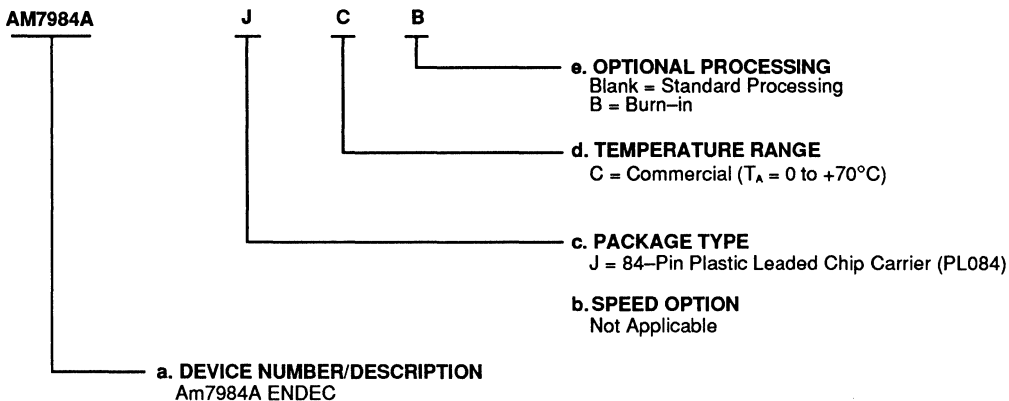 AM7984A J C B
e. OPTIONAL PROCESSING
Blank = Standard Processing
B = Burn–in
d. TEMPERATURE RANGE
C = Commercial (TA = 0 to +70°C)
c. PACKAGE TYPE
J = 84–Pin Plastic Leaded Chip Carrier (PL084)
b. SPEED OPTION
Not Applicable
a. DEVICE NUMBER/DESCRIPTION
Am7984A ENDEC